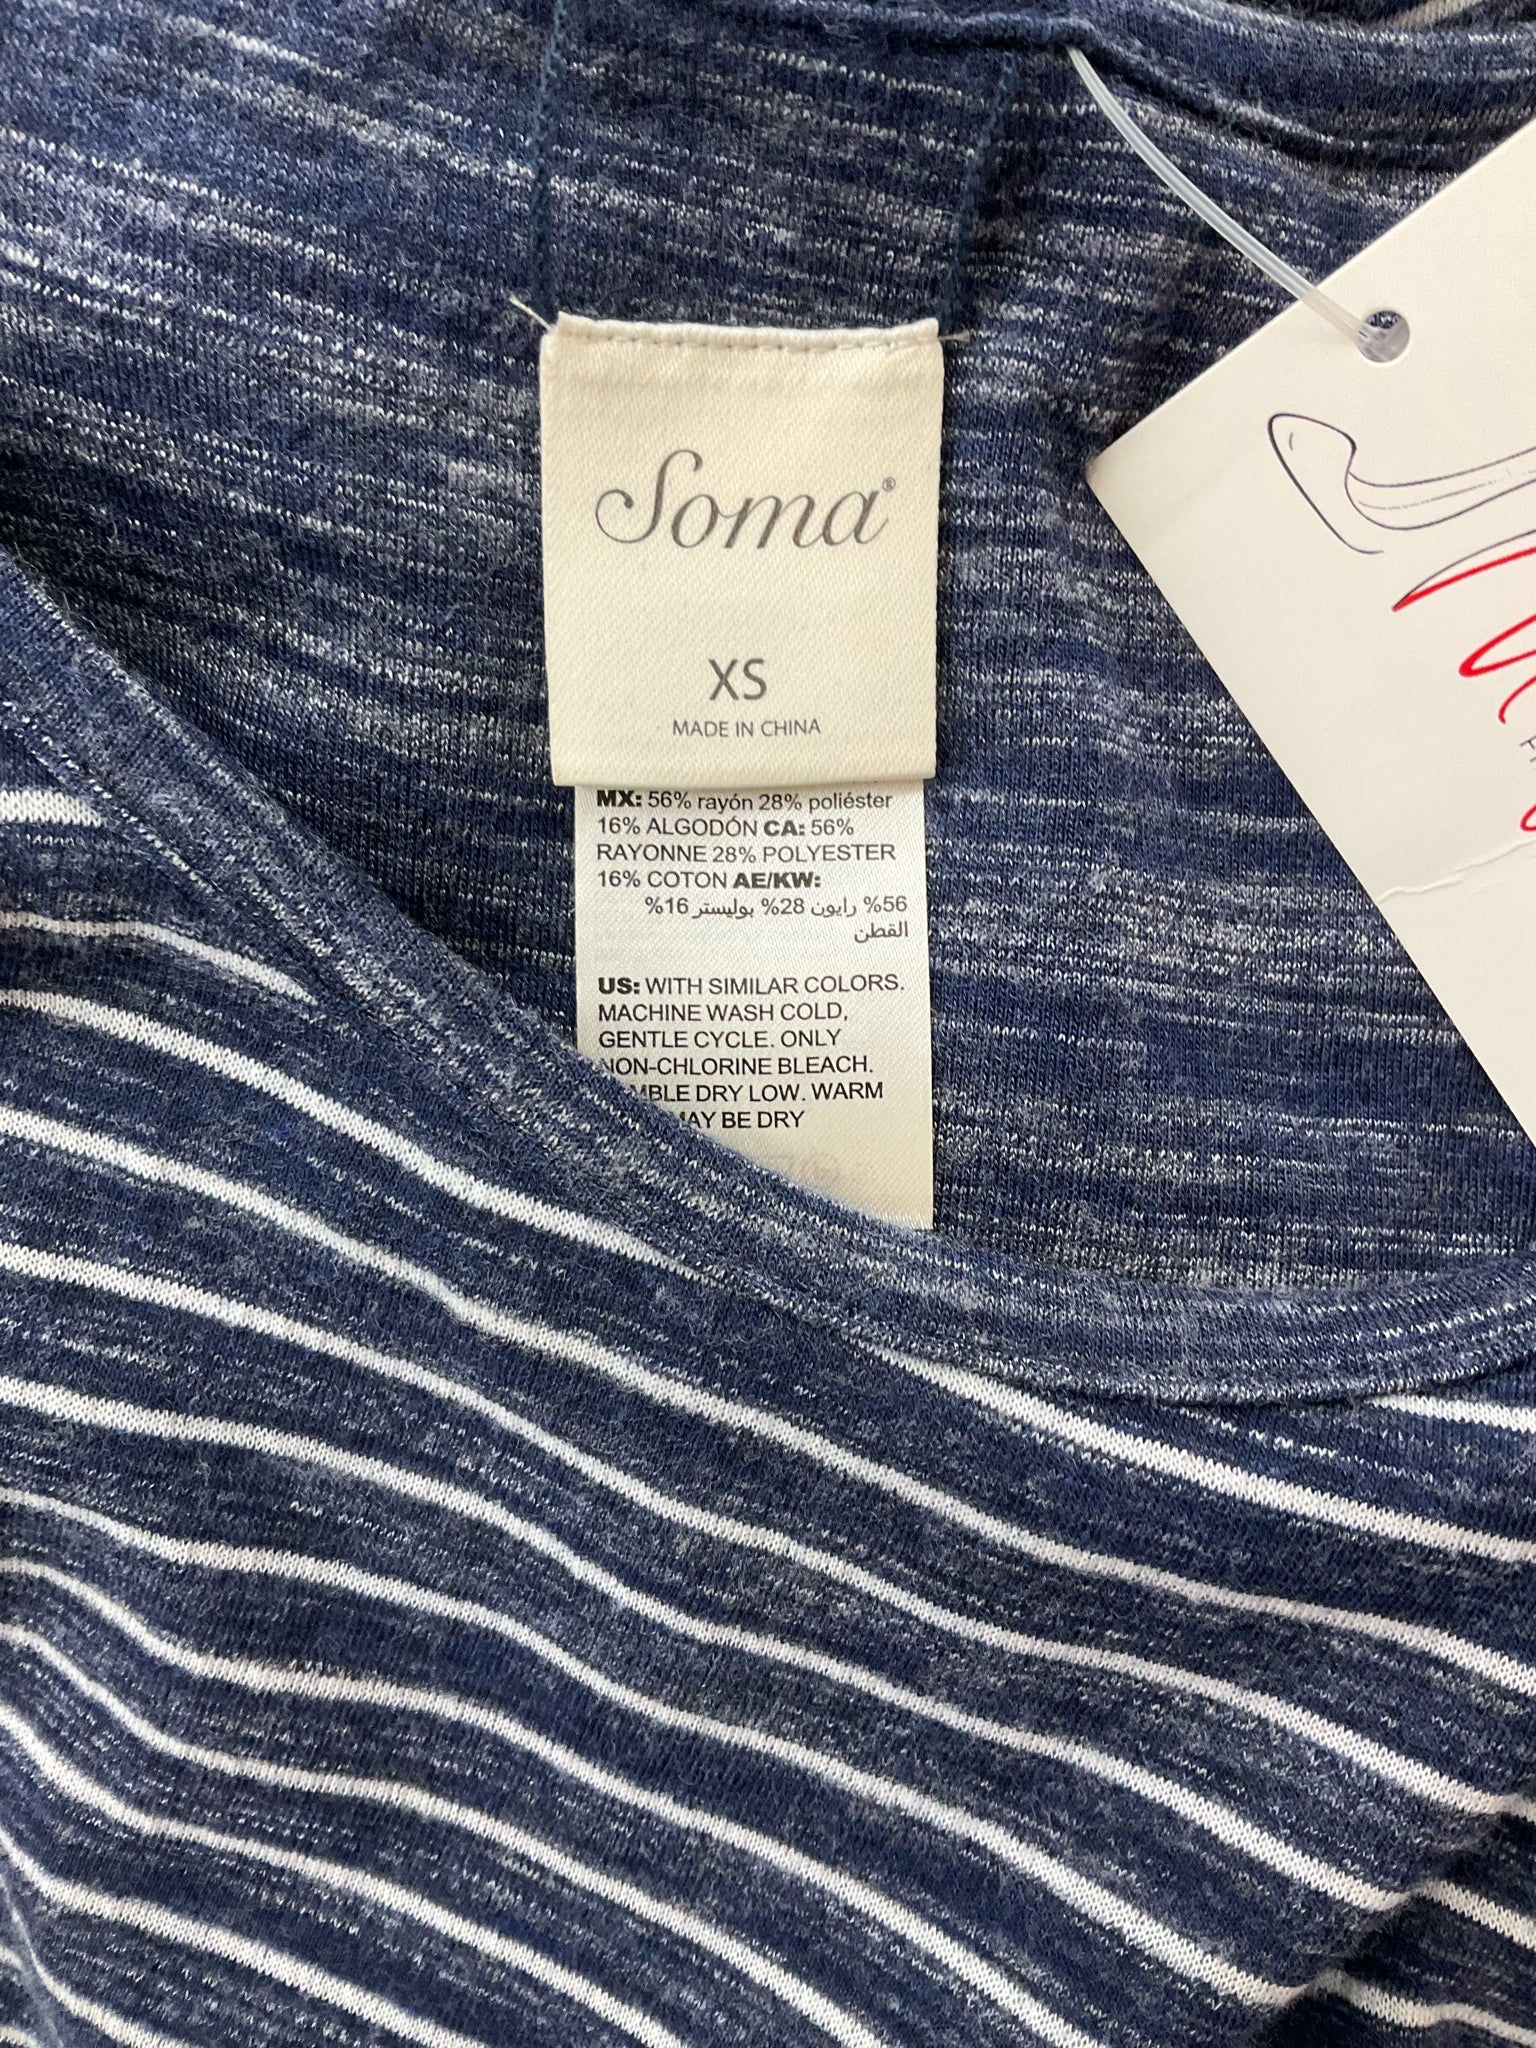 Soma®
XS
MADE IN CHINA
MX: 56% rayón 28% poliéster
16% ALGODÓN CA: 56%
RAYONNE 28% POLYESTER
16% COTON AE/KW:
56% رايون 28% بوليستر 16%
القطن
US: WITH SIMILAR COLORS.
MACHINE WASH COLD,
GENTLE CYCLE. ONLY
NON-CHLORINE BLEACH.
DRY LOW. WARM
BE DRY